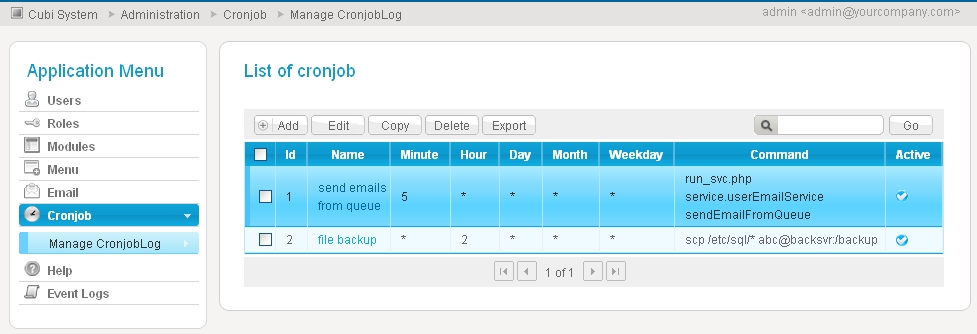 Cubi System Administration Cronjob Manage CronjobLog
admin <admin@yourcompany.com>
Application Menu
Users
Roles
Modules
Menu
Email
Cronjob
Manage CronjobLog
Help
Event Logs
List of cronjob
Add Edit Copy Delete Export Go
Id Name Minute Hour Day Month Weekday Command Active
1 send emails from queue 5 * * * * run_svc.php service.userEmailService sendEmailFromQueue
2 file backup * 2 * * * scp /etc/sql/* abc@backsvr:/backup
1 of 1